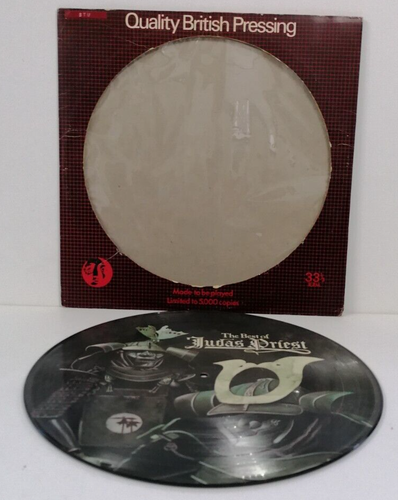 Quality British Pressing
Made to be played
Limited to 5000 copies
33⅓
The Best of
Judas Priest